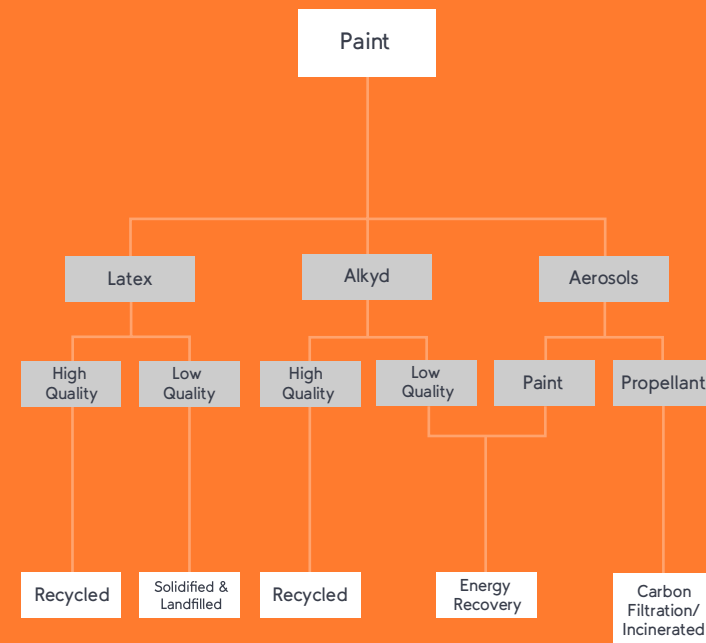 Paint
Latex
Alkyd
Aerosols
High
Quality
Low
Quality
High
Quality
Low
Quality
Paint
Propellant
Recycled
Solidified &
Landfilled
Recycled
Energy
Recovery
Carbon
Filtration/
Incinerated